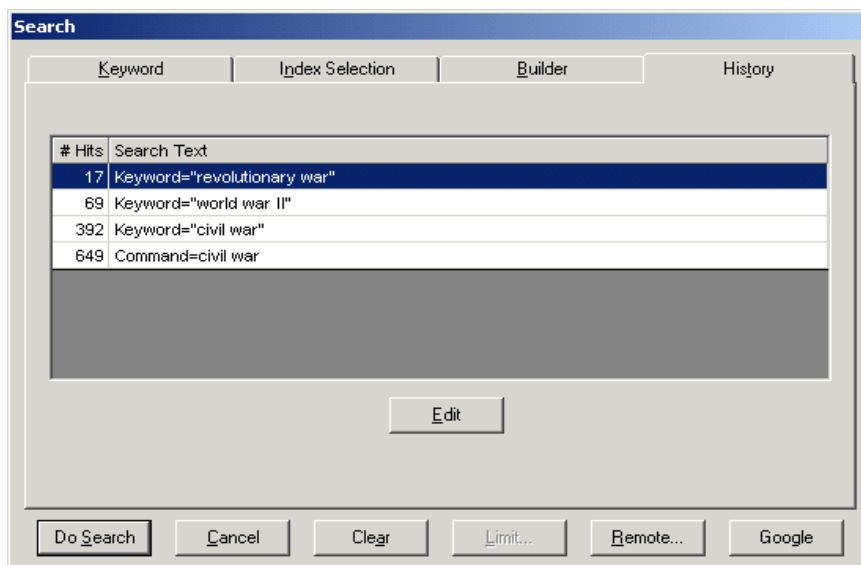 Search
Keyword Index Selection Builder History
# Hits Search Text
17 Keyword="revolutionary war"
69 Keyword="world war II"
392 Keyword="civil war"
649 Command=civil war
Edit
Do Search Cancel Clear Limit... Remote... Google